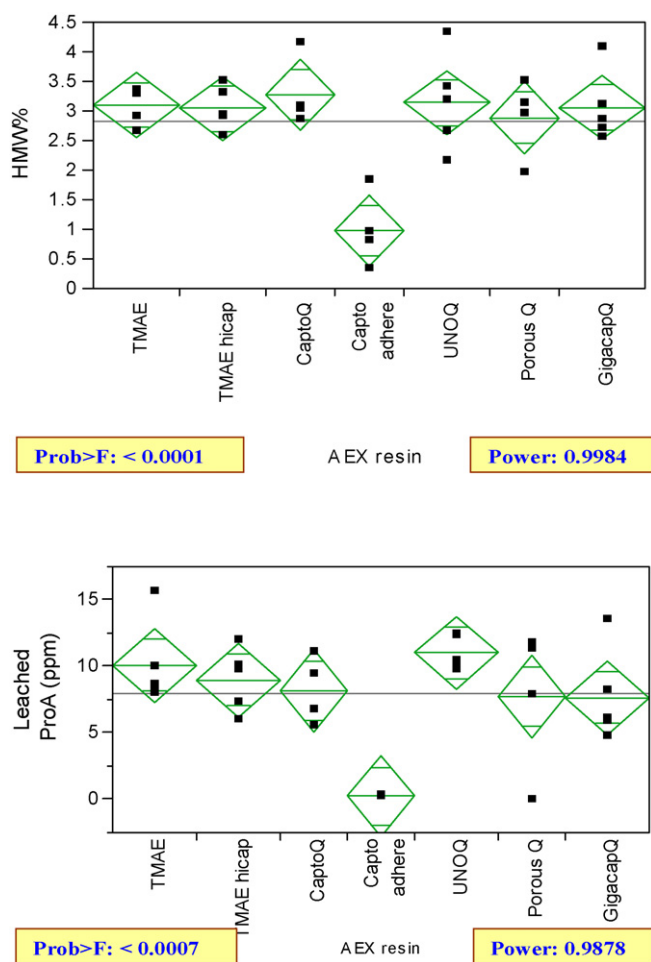 4.5
4
3.5
3
2.5
2
1.5
1
0.5
0
HMW%
TMAE
TMAE hicap
CaptoQ
Capto
adhere
UNOQ
Porous Q
GigacapQ
Prob>F: < 0.0001
AEX resin
Power: 0.9984
15
10
5
0
Leached
ProA (ppm)
TMAE
TMAE hicap
CaptoQ
Capto
adhere
UNOQ
Porous Q
GigacapQ
Prob>F: < 0.0007
AEX resin
Power: 0.9878